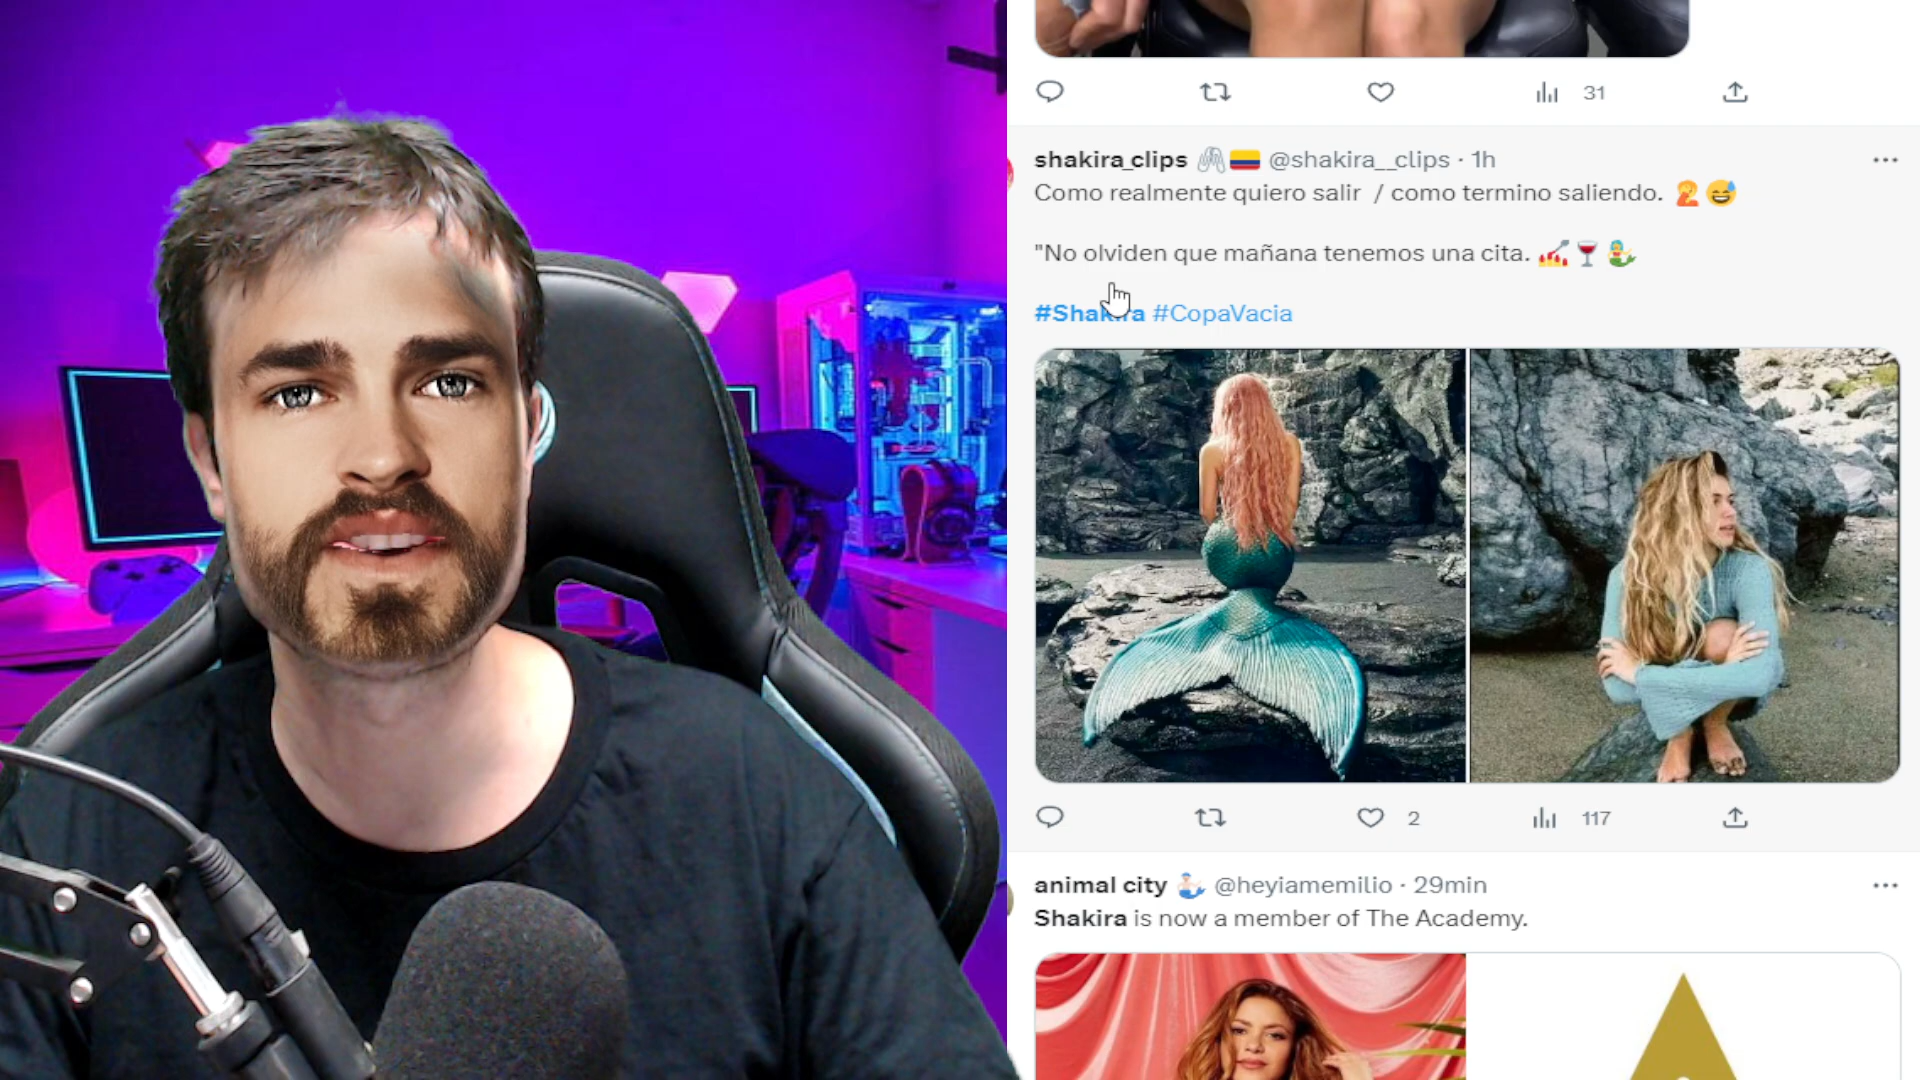 31
shakira_clips @shakira__clips · 1h
Como realmente quiero salir / como termino saliendo.
"No olviden que mañana tenemos una cita.
#Shakira #CopaVacia
2 117
animal city @heyiamemilio · 29min
Shakira is now a member of The Academy.